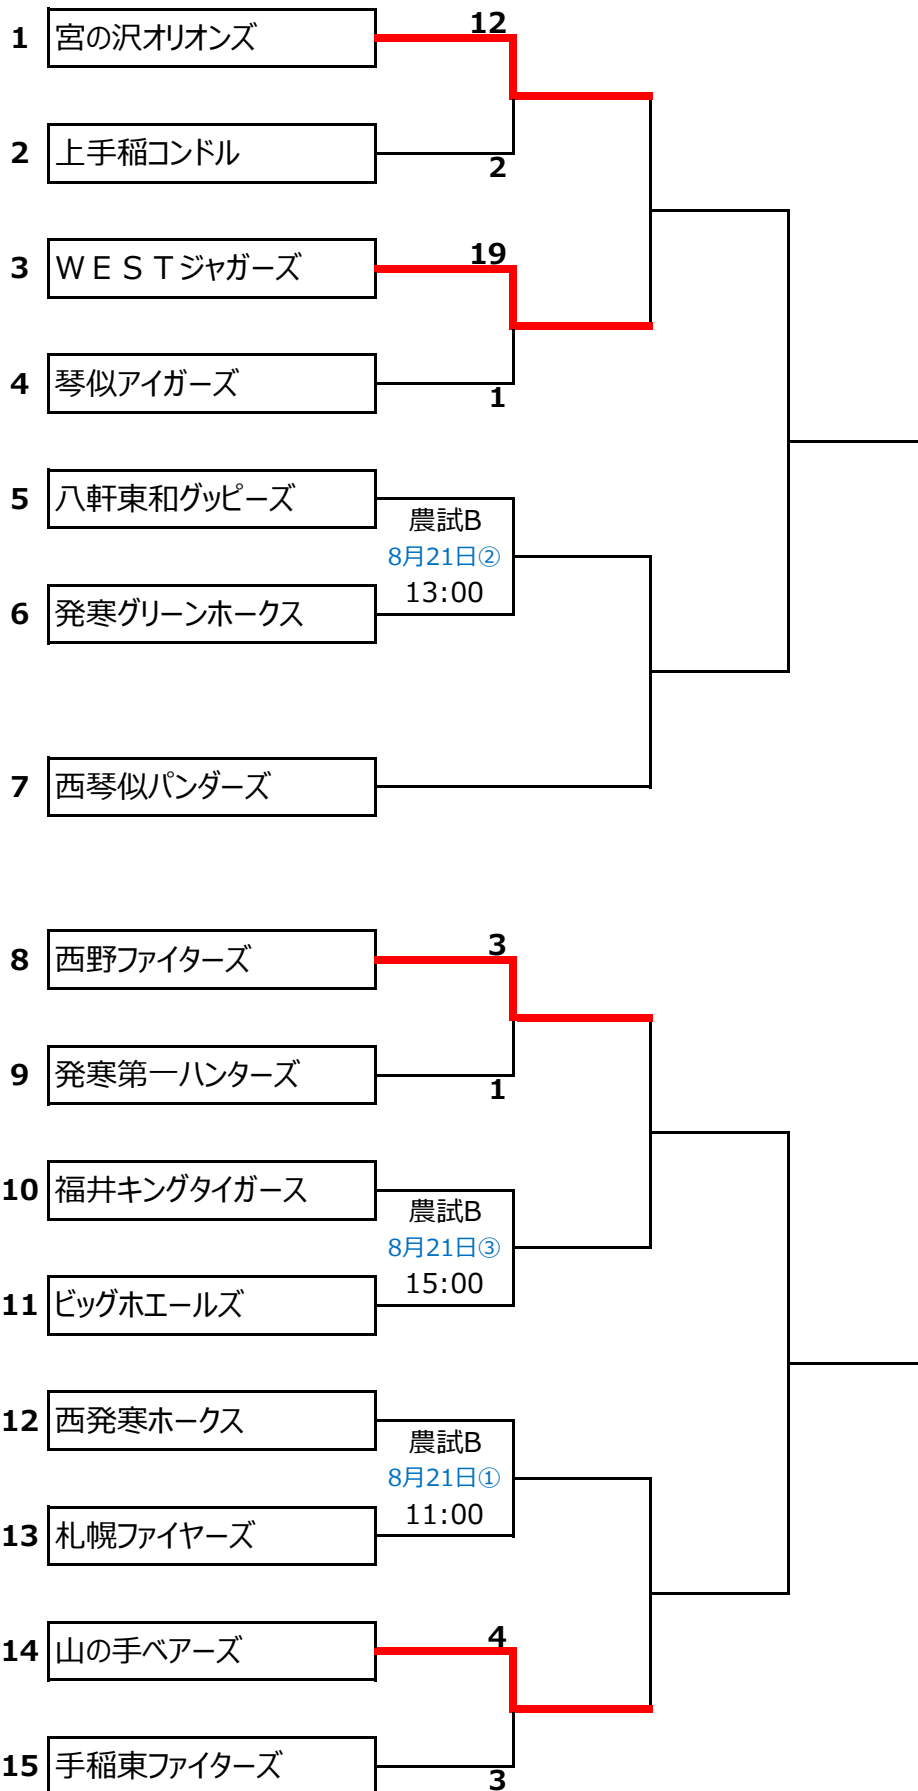 12
1 宮の沢オリオンズ
2 上手稲コンドル
2
19
3 ＷＥＳＴジャガーズ
4 琴似アイガーズ
1
5 八軒東和グッピーズ
農試B
8月21日②
13:00
6 発寒グリーンホークス
7 西琴似パンダーズ
3
8 西野ファイターズ
9 発寒第一ハンターズ
1
10 福井キングタイガース
農試B
8月21日③
15:00
11 ビッグホエールズ
12 西発寒ホークス
農試B
8月21日①
11:00
13 札幌ファイヤーズ
4
14 山の手ベアーズ
15 手稲東ファイターズ
3